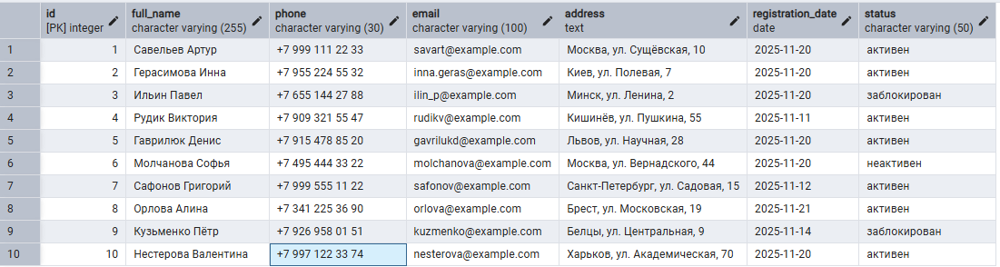 id full_name phone email address registration_date status
[PK] integer character varying (255) character varying (30) character varying (100) text date character varying (50)
1 1 Савельев Артур +7 999 111 22 33 savart@example.com Москва, ул. Сущёвская, 10 2025-11-20 активен
2 2 Герасимова Инна +7 955 224 55 32 inna.geras@example.com Киев, ул. Полевая, 7 2025-11-20 активен
3 3 Ильин Павел +7 655 144 27 88 ilin_p@example.com Минск, ул. Ленина, 2 2025-11-20 заблокирован
4 4 Рудик Виктория +7 909 321 55 47 rudikv@example.com Кишинёв, ул. Пушкина, 55 2025-11-11 активен
5 5 Гаврилюк Денис +7 915 478 85 20 gavrilukd@example.com Львов, ул. Научная, 28 2025-11-20 активен
6 6 Молчанова Софья +7 495 444 33 22 molchanova@example.com Москва, ул. Вернадского, 44 2025-11-20 неактивен
7 7 Сафонов Григорий +7 999 555 11 22 safonov@example.com Санкт-Петербург, ул. Садовая, 15 2025-11-12 активен
8 8 Орлова Алина +7 341 225 36 90 orlova@example.com Брест, ул. Московская, 19 2025-11-21 активен
9 9 Кузьменко Пётр +7 926 958 01 51 kuzmenko@example.com Белцы, ул. Центральная, 9 2025-11-14 заблокирован
10 10 Нестерова Валентина +7 997 122 33 74 nesterova@example.com Харьков, ул. Академическая, 70 2025-11-20 активен